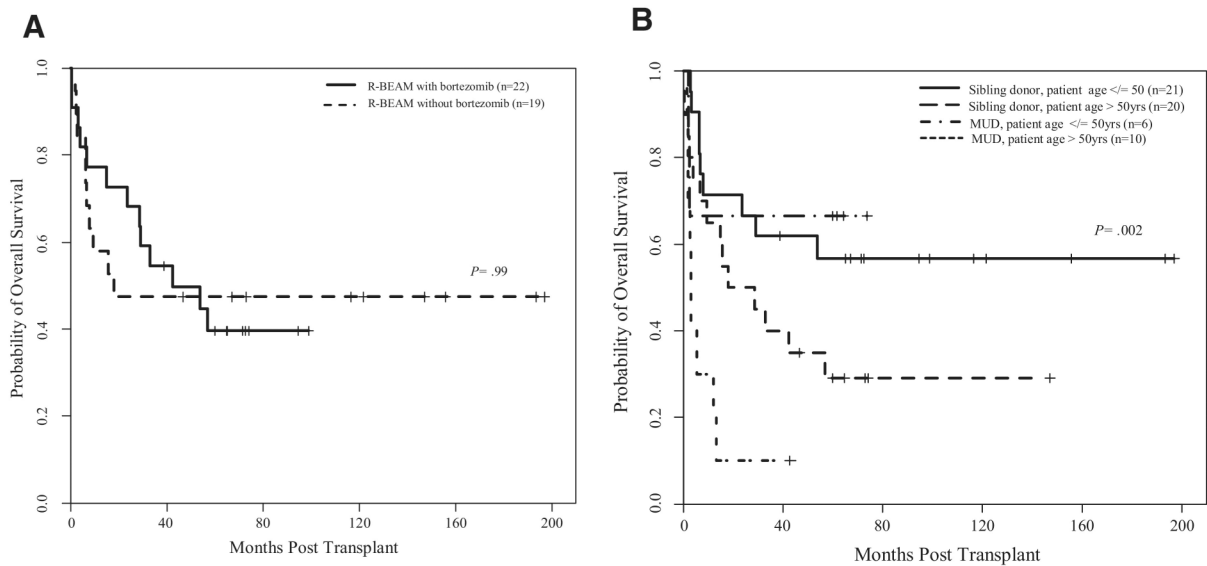 A
R-BEAM with bortezomib (n=22)
R-BEAM without bortezomib (n=19)
P= .99
Probability of Overall Survival
0.0
0.2
0.4
0.6
0.8
1.0
0
40
80
120
160
200
Months Post Transplant
B
Sibling donor, patient age </= 50 (n=21)
Sibling donor, patient age > 50yrs (n=20)
MUD, patient age </= 50yrs (n=6)
MUD, patient age > 50yrs (n=10)
P= .002
Probability of Overall Survival
0.0
0.2
0.4
0.6
0.8
1.0
0
40
80
120
160
200
Months Post Transplant